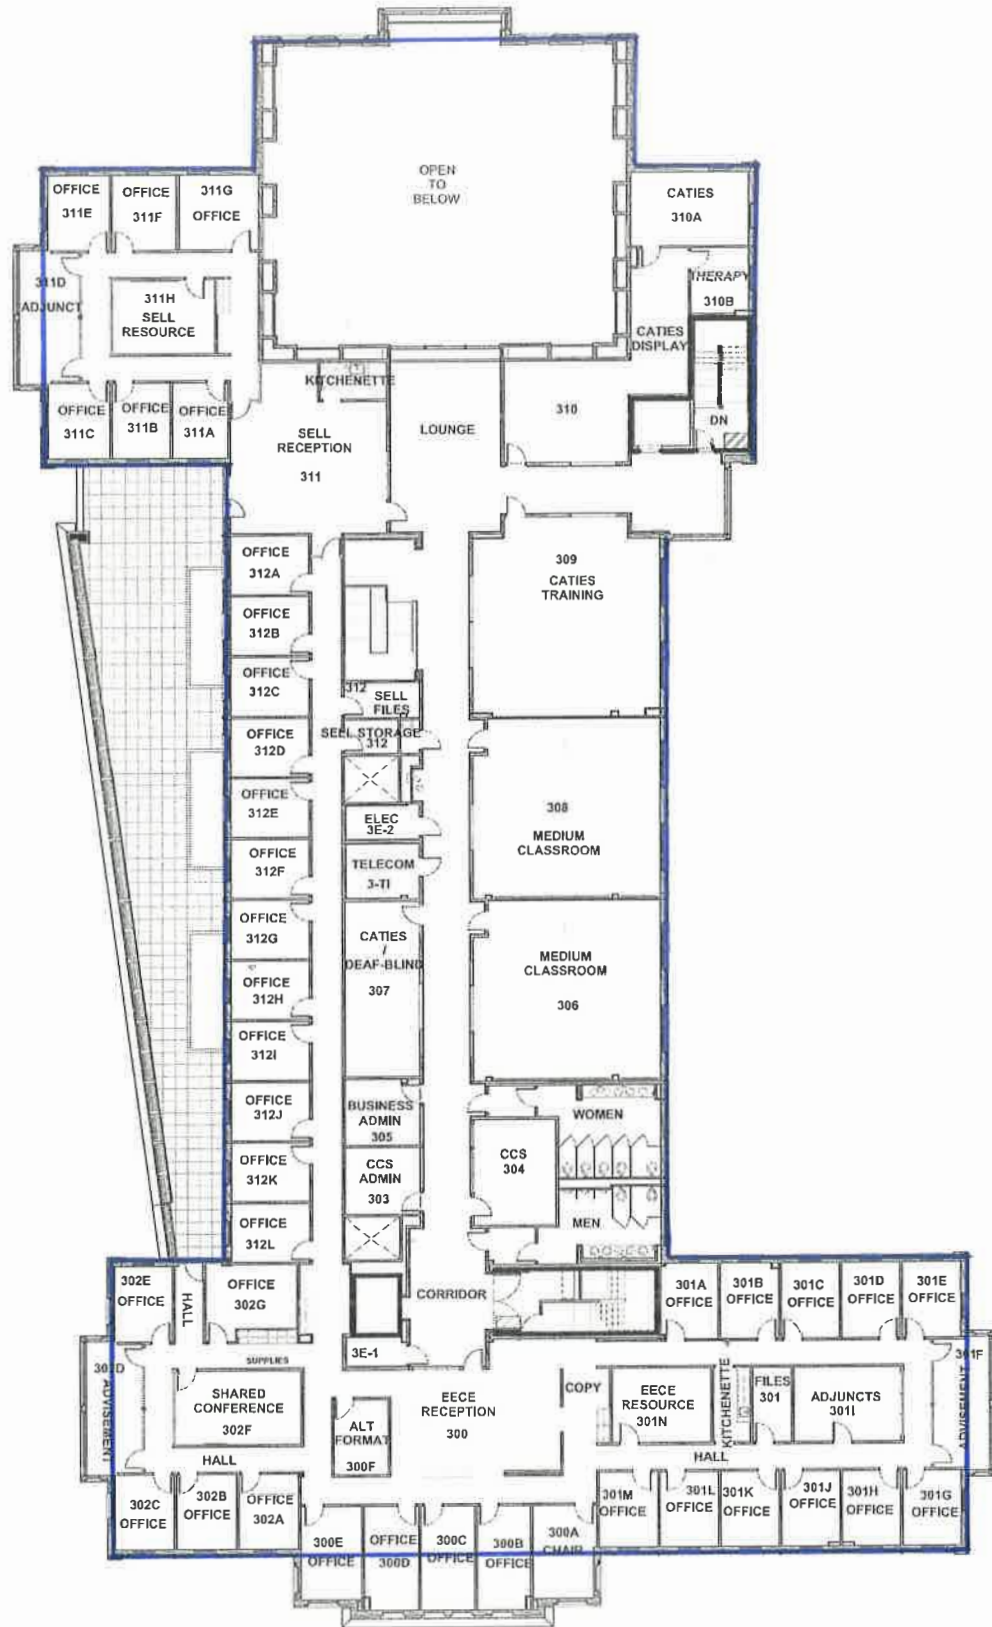 OPEN
TO
BELOW
OFFICE
311E
OFFICE
311F
311G
OFFICE
CATIES
310A
THERAPY
310B
311D
ADJUNCT
311H
SELL
RESOURCE
CATIES
DISPLAY
KITCHENETTE
OFFICE
311C
OFFICE
311B
OFFICE
311A
SELL
RECEPTION
311
LOUNGE
310
DN
OFFICE
312A
309
CATIES
TRAINING
OFFICE
312B
OFFICE
312C
312
SELL
FILES
OFFICE
312D
SELL STORAGE
312
OFFICE
312E
ELEC
3E-2
308
MEDIUM
CLASSROOM
OFFICE
312F
TELECOM
3-TI
OFFICE
312G
CATIES
/
DEAF-BLIND
307
MEDIUM
CLASSROOM
306
OFFICE
312H
OFFICE
312I
OFFICE
312J
BUSINESS
ADMIN
305
WOMEN
OFFICE
312K
CCS
ADMIN
303
CCS
304
OFFICE
312L
MEN
302E
OFFICE
HALL
OFFICE
302G
CORRIDOR
301A
OFFICE
301B
OFFICE
301C
OFFICE
301D
OFFICE
301E
OFFICE
3E-1
302D
ADVISEMENT
SUPPLIES
SHARED
CONFERENCE
302F
ALT
FORMAT
300F
EECE
RECEPTION
300
COPY
EECE
RESOURCE
301N
KITCHENETTE
FILES
301
ADJUNCTS
301I
301F
ADVISEMENT
HALL
HALL
302C
OFFICE
302B
OFFICE
OFFICE
302A
300E
OFFICE
OFFICE
300D
300C
OFFICE
300B
OFFICE
300A
CHAIR
301M
OFFICE
301L
OFFICE
301K
OFFICE
301J
OFFICE
301H
OFFICE
301G
OFFICE